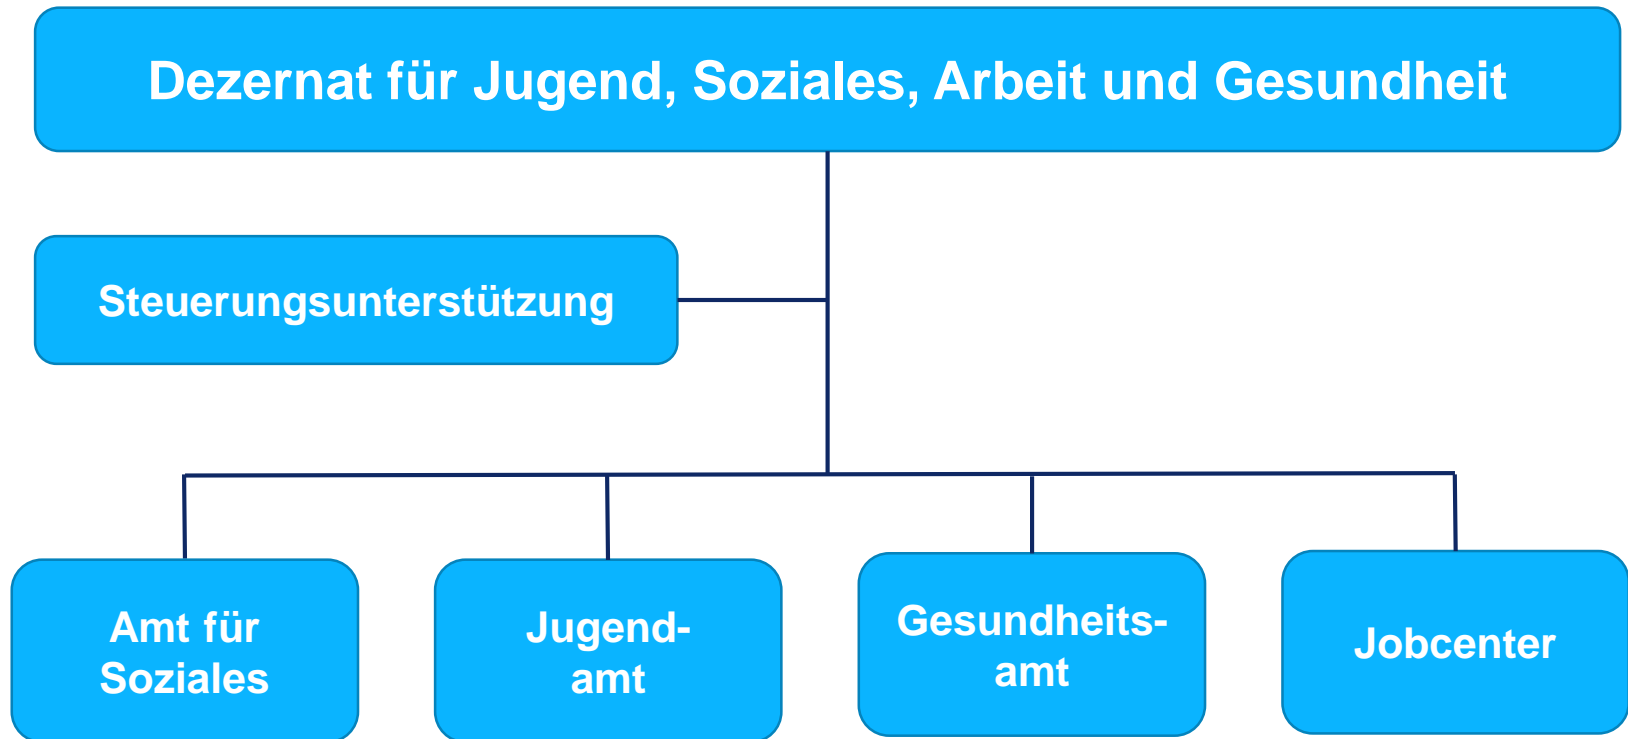 Dezernat für Jugend, Soziales, Arbeit und Gesundheit
Steuerungsunterstützung
Amt für
Soziales
Jugend-
amt
Gesundheits-
amt
Jobcenter